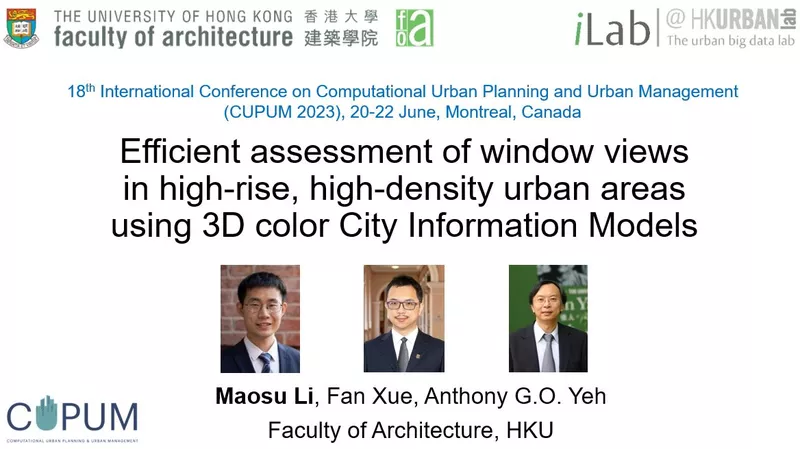 THE UNIVERSITY OF HONG KONG 香港大學
faculty of architecture 建築學院
foa
iLab @ HKURBANlab
The urban big data lab
18th International Conference on Computational Urban Planning and Urban Management
(CUPUM 2023), 20-22 June, Montreal, Canada
Efficient assessment of window views
in high-rise, high-density urban areas
using 3D color City Information Models
Maosu Li, Fan Xue, Anthony G.O. Yeh
Faculty of Architecture, HKU
CUPUM
COMPUTATIONAL URBAN PLANNING & URBAN MANAGEMENT